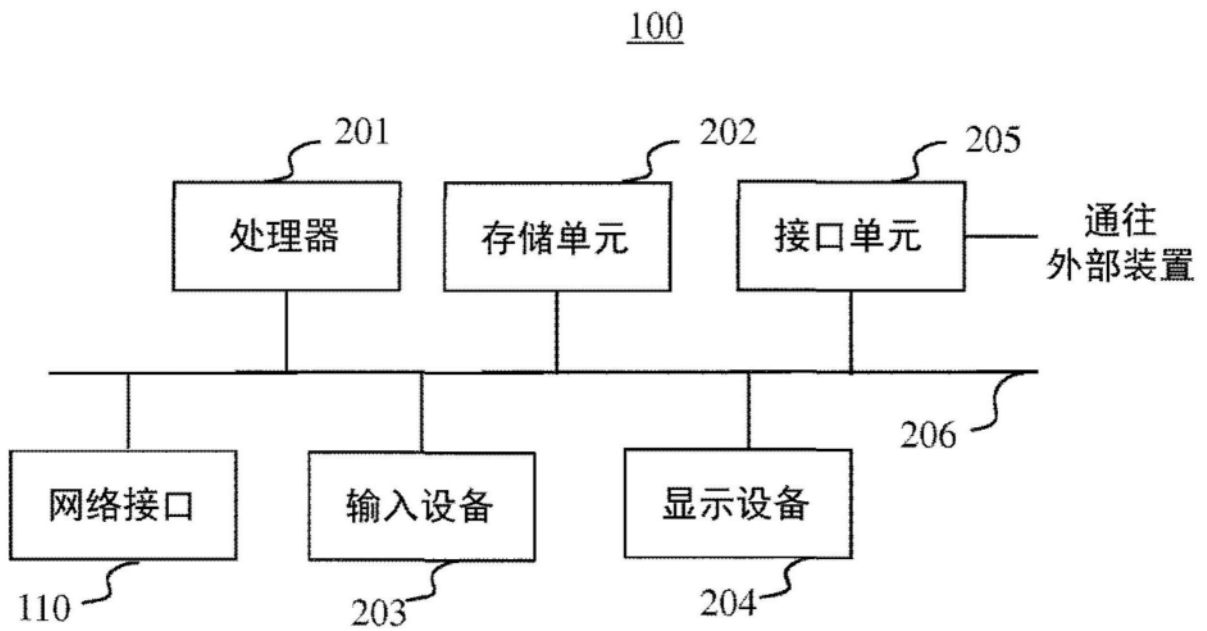 100
201
202
205
处理器
存储单元
接口单元
通往
外部装置
206
网络接口
输入设备
显示设备
110
203
204